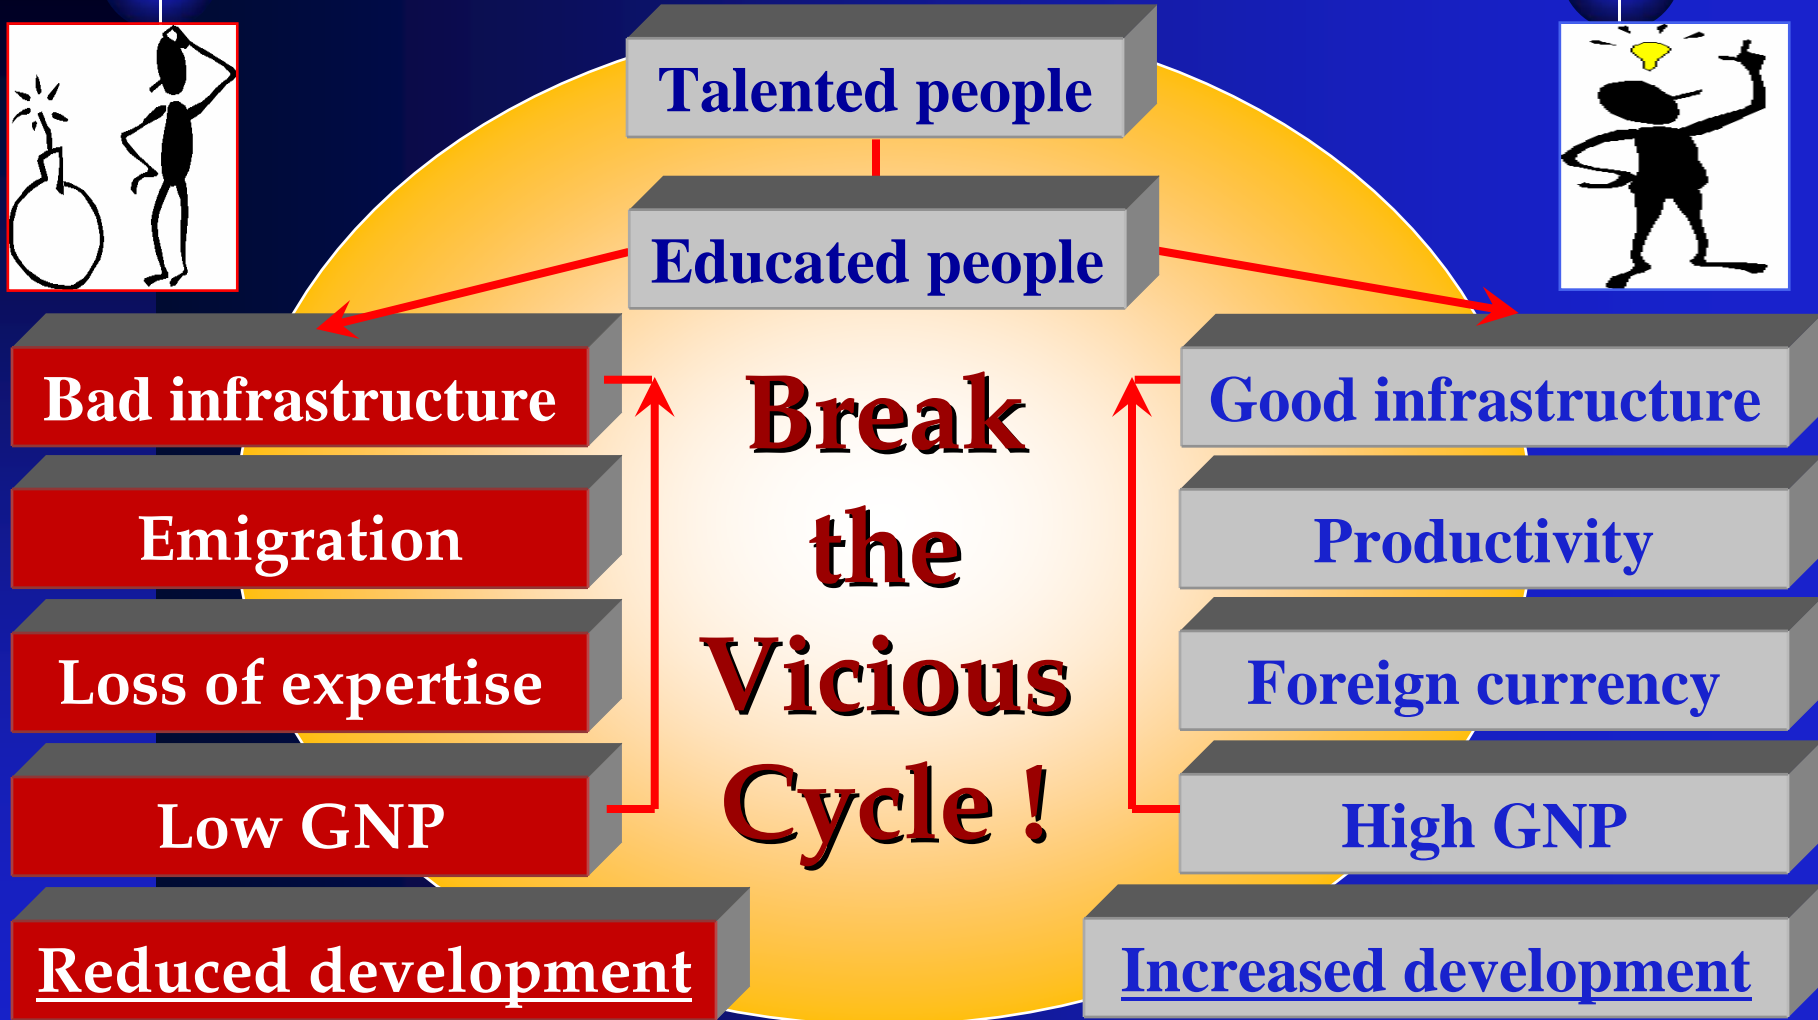 Talented people
Educated people
Bad infrastructure
Emigration
Loss of expertise
Low GNP
Reduced development
Break
the
Vicious
Cycle !
Good infrastructure
Productivity
Foreign currency
High GNP
Increased development